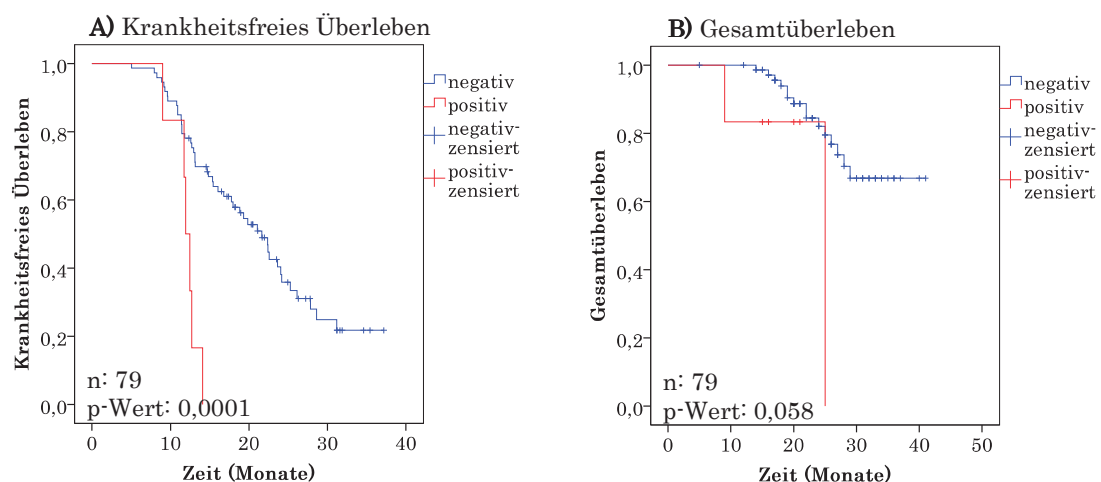 A) Krankheitsfreies Überleben
Krankheitsfreies Überleben
1,0
0,8
0,6
0,4
0,2
0,0
n: 79
p-Wert: 0,0001
0 10 20 30 40
Zeit (Monate)
negativ
positiv
negativ-
zensiert
positiv-
zensiert
B) Gesamtüberleben
Gesamtüberleben
1,0
0,8
0,6
0,4
0,2
0,0
n: 79
p-Wert: 0,058
0 10 20 30 40 50
Zeit (Monate)
negativ
positiv
negativ-
zensiert
positiv-
zensiert